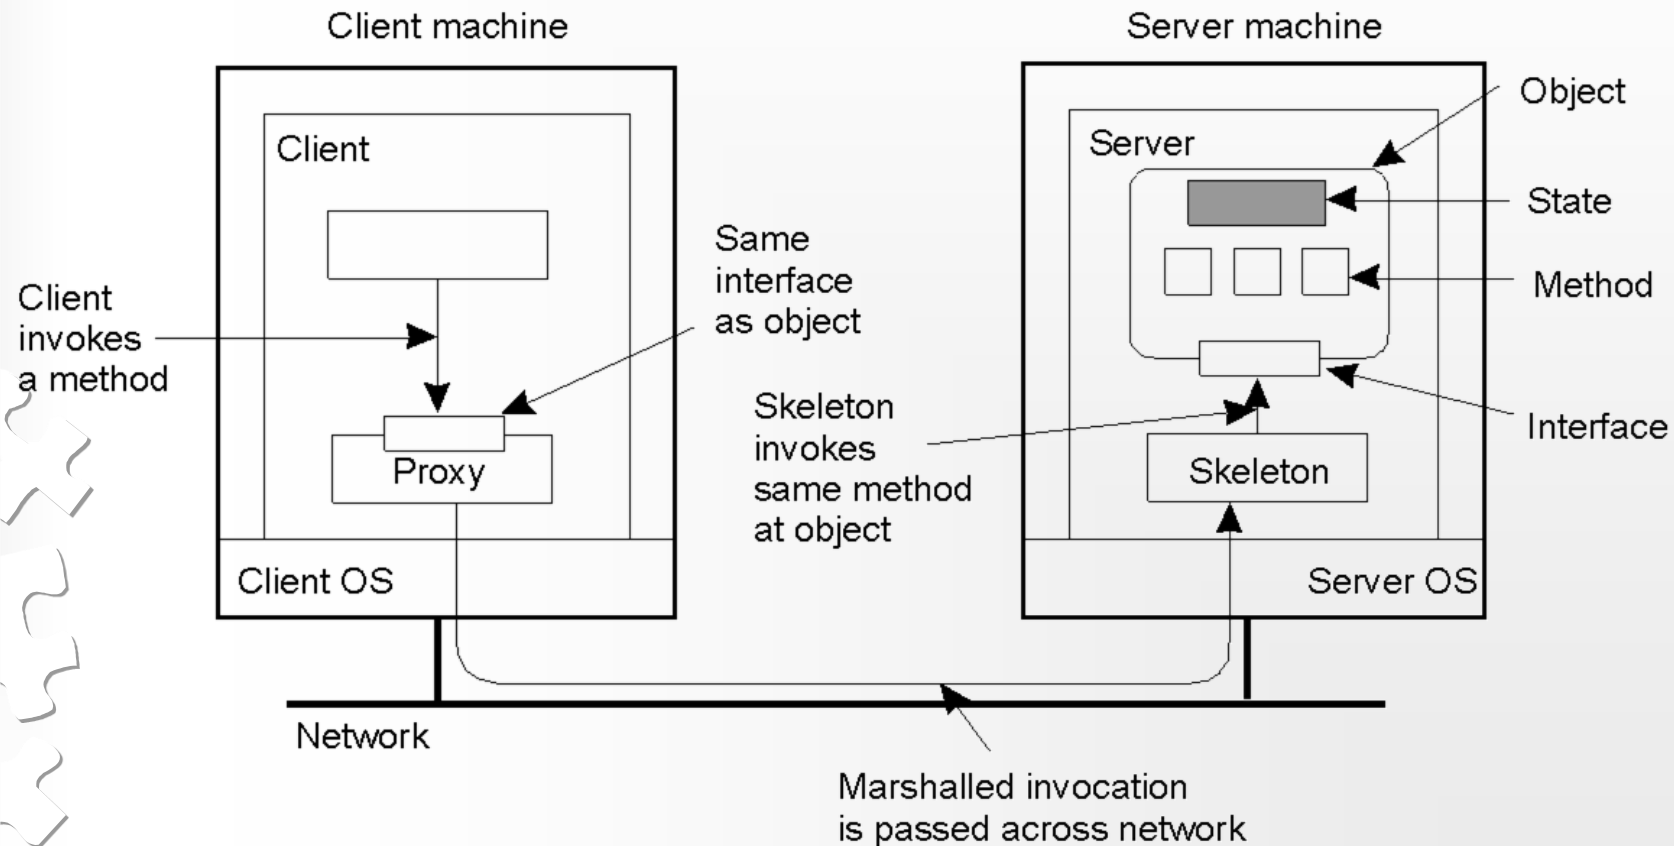 Client machine
Server machine
Client
Server
Object
State
Method
Interface
Same
interface
as object
Client
invokes
a method
Skeleton
invokes
same method
at object
Proxy
Skeleton
Client OS
Server OS
Network
Marshalled invocation
is passed across network